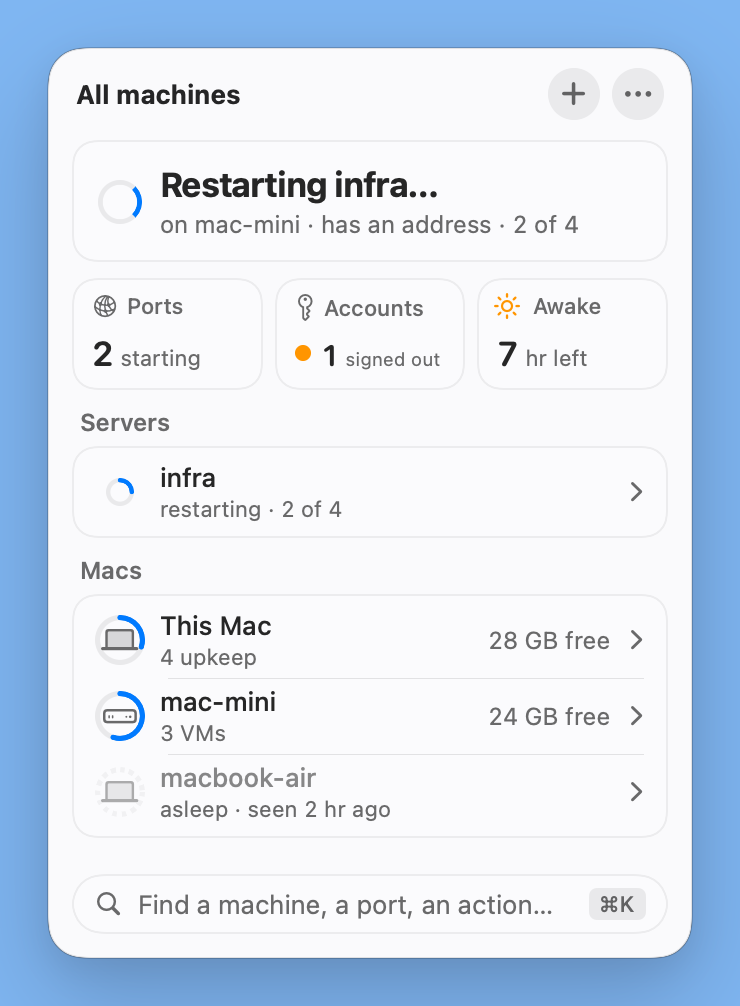 All machines
Restarting infra...
on mac-mini · has an address · 2 of 4
Ports
2 starting
Accounts
1 signed out
Awake
7 hr left
Servers
infra
restarting · 2 of 4
Macs
This Mac
4 upkeep
28 GB free
mac-mini
3 VMs
24 GB free
macbook-air
asleep · seen 2 hr ago
Find a machine, a port, an action...
⌘K